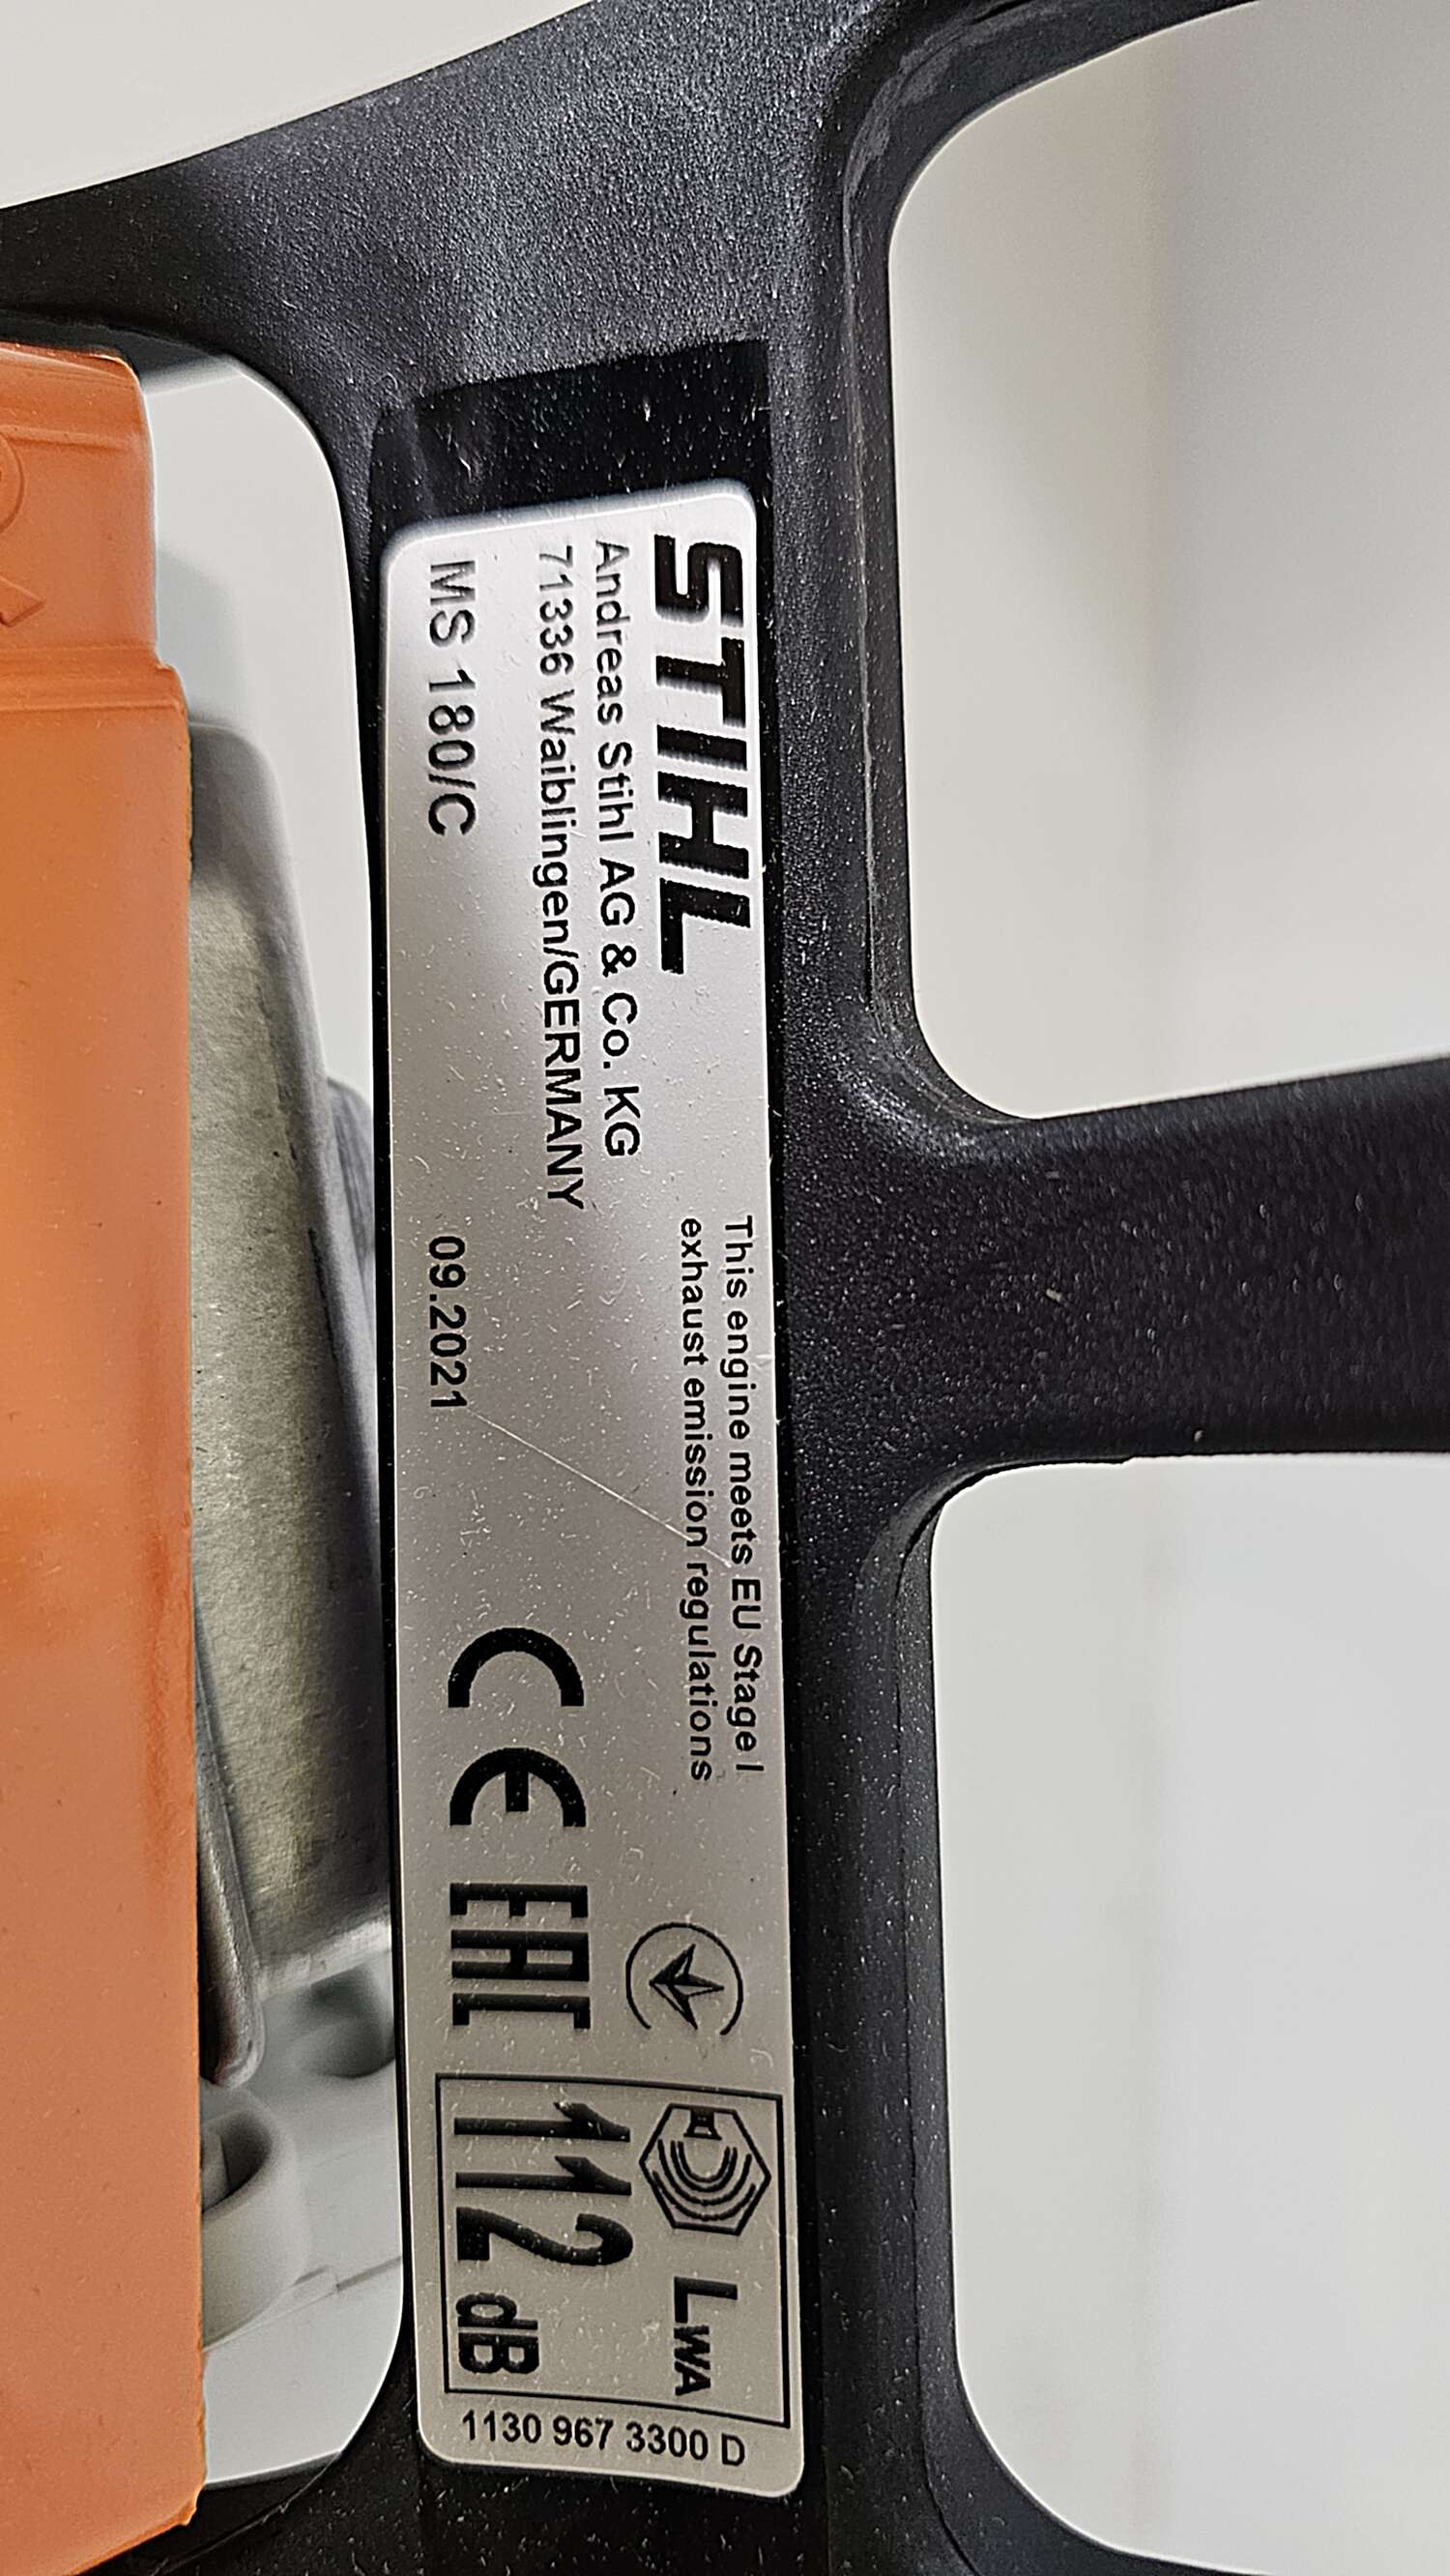 STIHL
Andreas Stihl AG & Co. KG
71336 Waiblingen/GERMANY
MS 180/C
09.2021
This engine meets EU Stage I
exhaust emission regulations
CE
EAC
LWA
112 dB
1130 967 3300 D